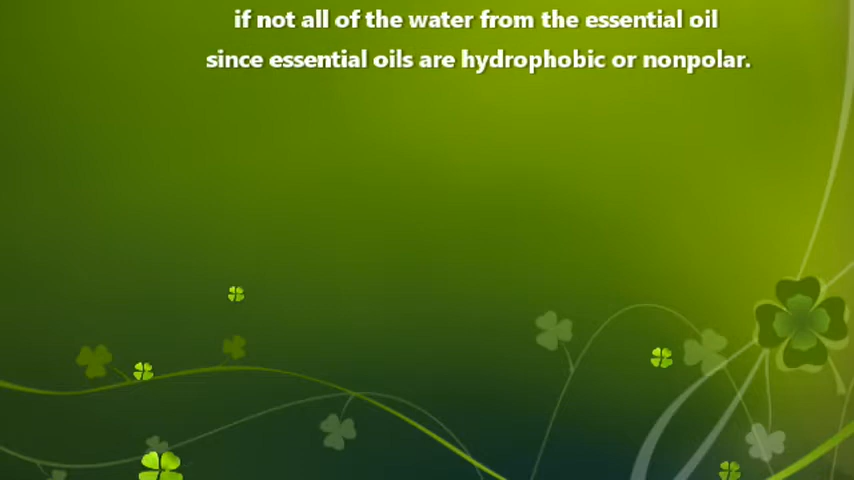 if not all of the water from the essential oil
since essential oils are hydrophobic or nonpolar.